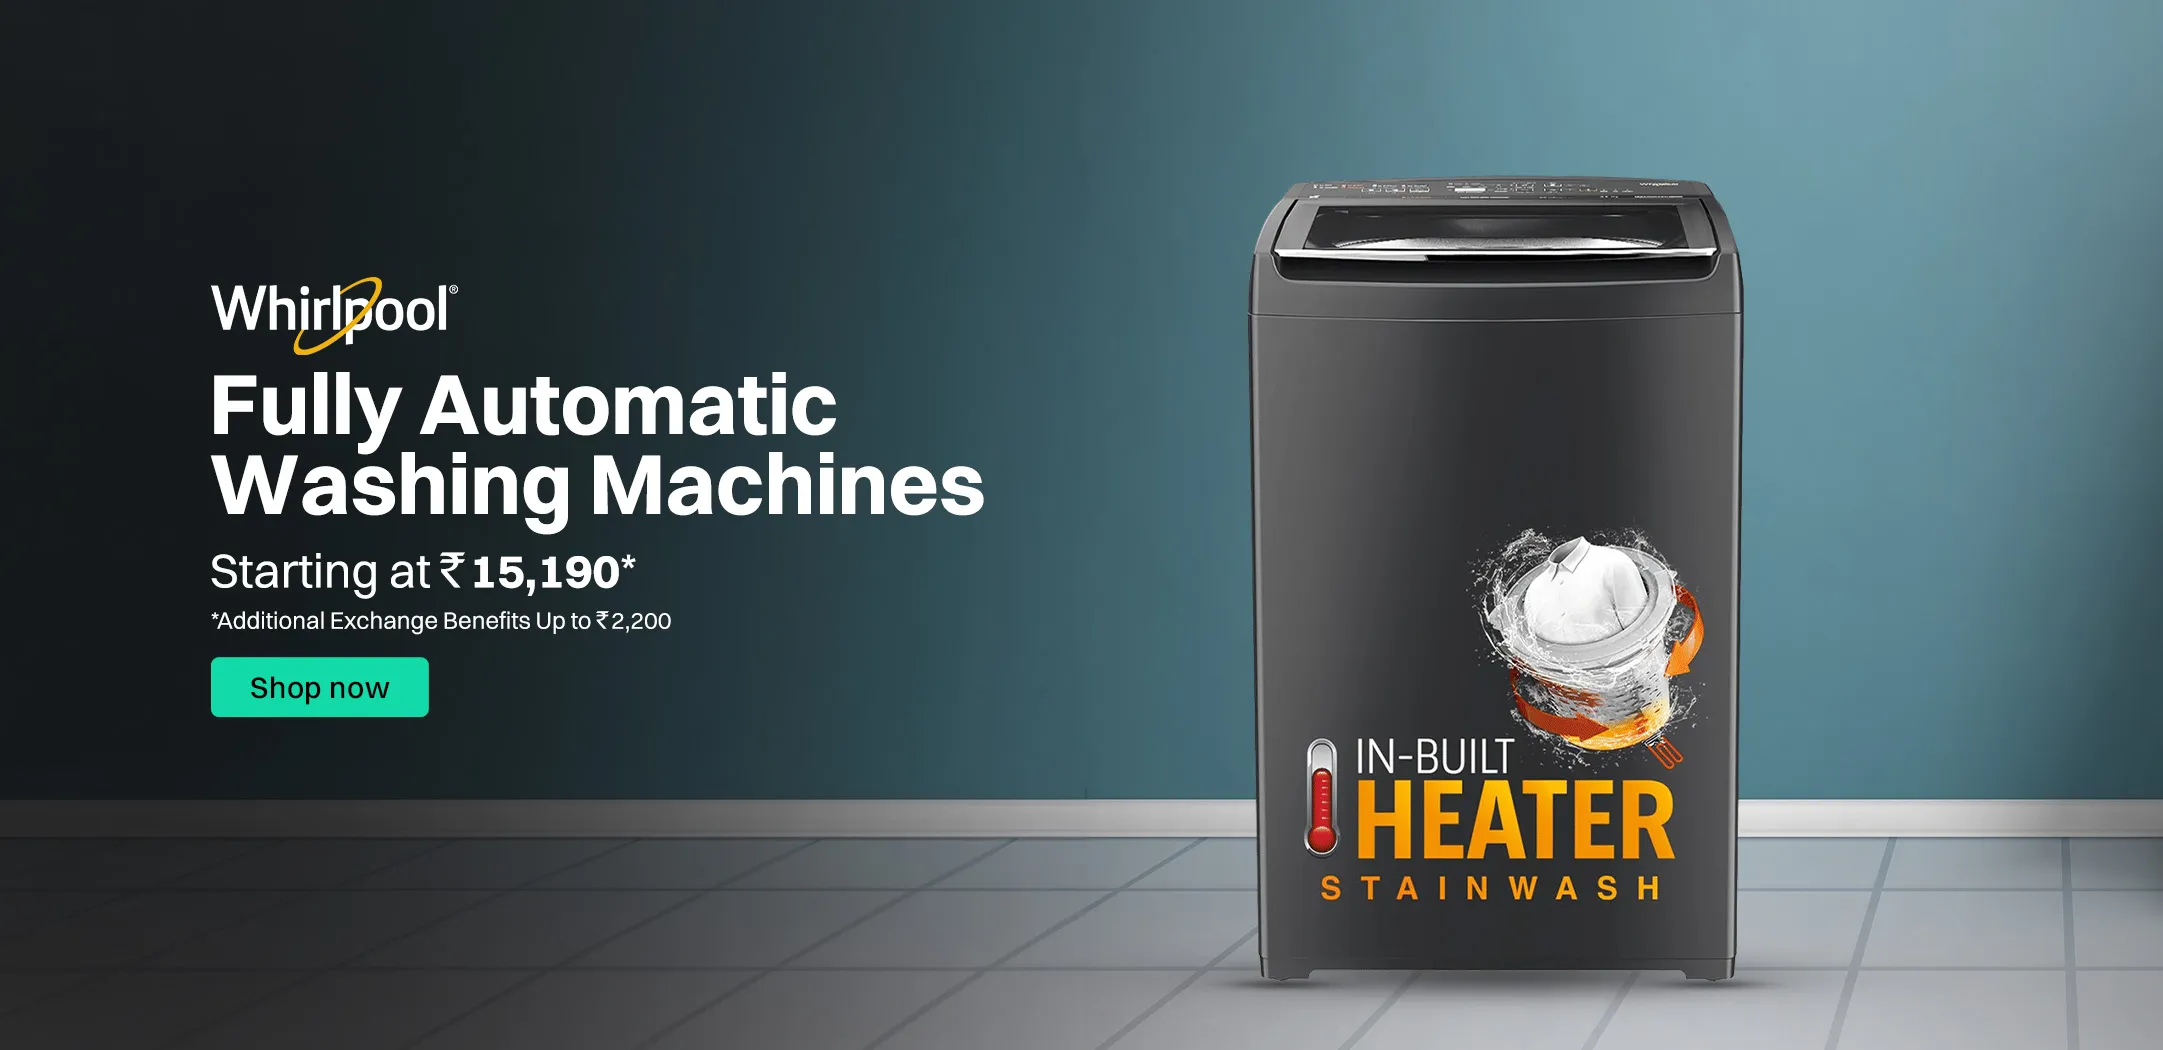 Whirlpool®
Fully Automatic
Washing Machines
Starting at ₹15,190*
*Additional Exchange Benefits Up to ₹2,200
Shop now
Whirlpool
IN-BUILT
HEATER
STAINWASH